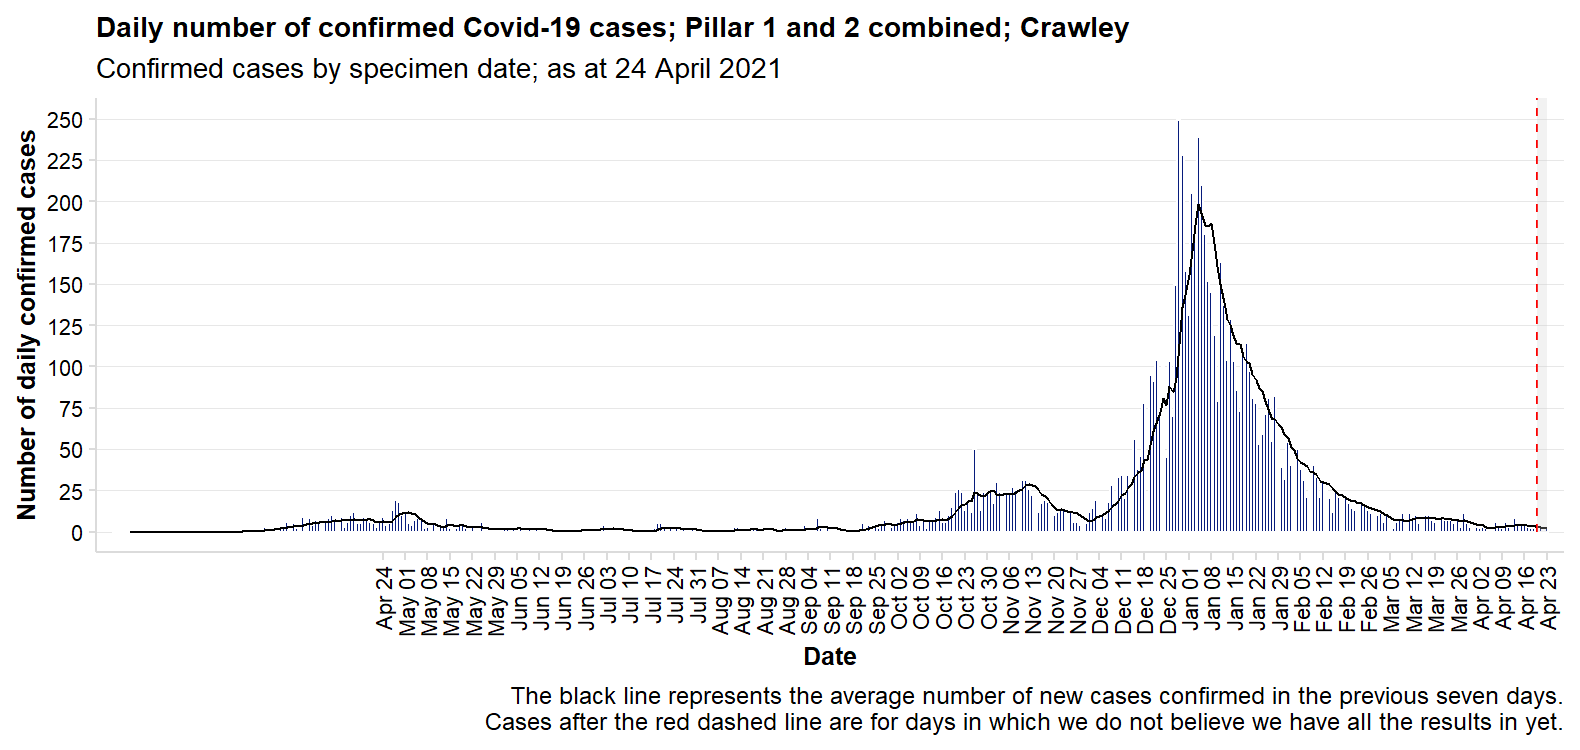 Daily number of confirmed Covid-19 cases; Pillar 1 and 2 combined; Crawley
Confirmed cases by specimen date; as at 24 April 2021
Number of daily confirmed cases
250
225
200
175
150
125
100
75
50
25
0
Apr 24
May 01
May 08
May 15
May 22
May 29
Jun 05
Jun 12
Jun 19
Jun 26
Jul 03
Jul 10
Jul 17
Jul 24
Jul 31
Aug 07
Aug 14
Aug 21
Aug 28
Sep 04
Sep 11
Sep 18
Sep 25
Oct 02
Oct 09
Oct 16
Oct 23
Oct 30
Nov 06
Nov 13
Nov 20
Nov 27
Dec 04
Dec 11
Dec 18
Dec 25
Jan 01
Jan 08
Jan 15
Jan 22
Jan 29
Feb 05
Feb 12
Feb 19
Feb 26
Mar 05
Mar 12
Mar 19
Mar 26
Apr 02
Apr 09
Apr 16
Apr 23
Date
The black line represents the average number of new cases confirmed in the previous seven days.
Cases after the red dashed line are for days in which we do not believe we have all the results in yet.